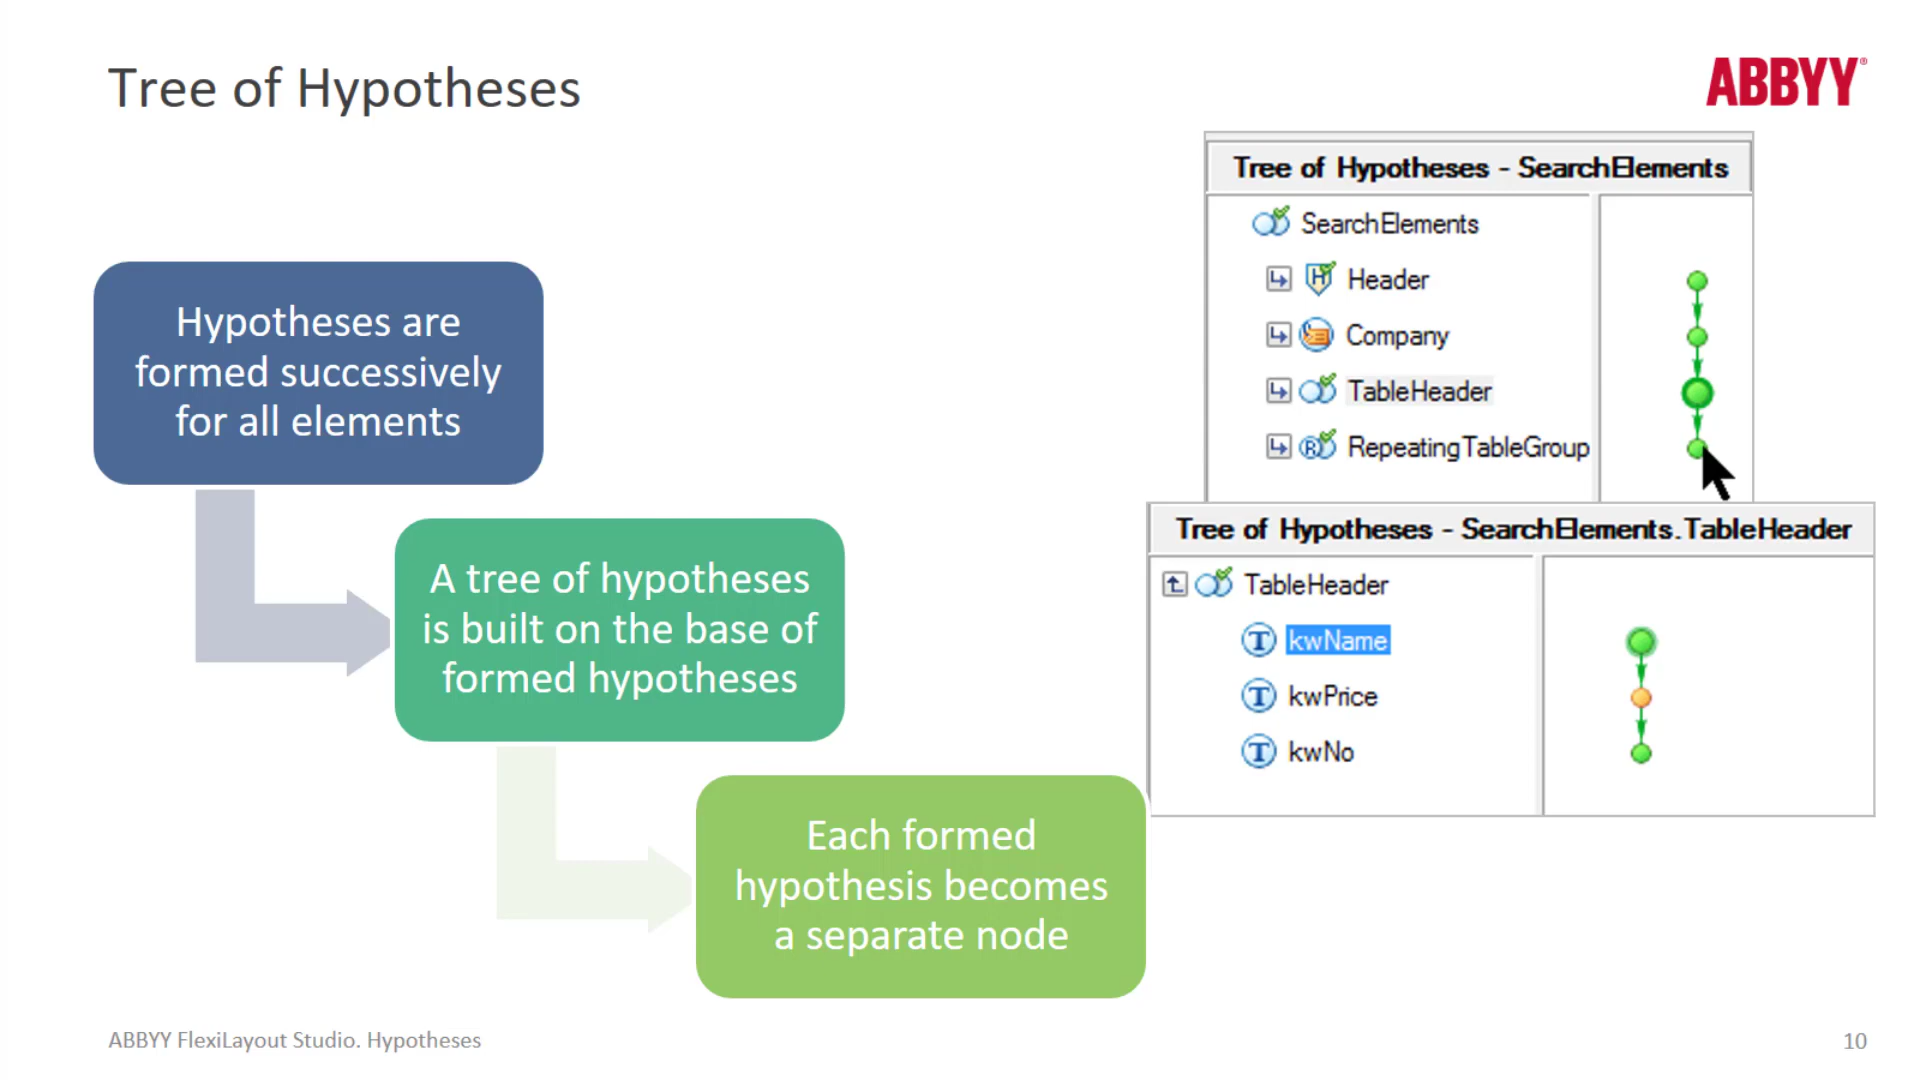 Tree of Hypotheses
ABBYY®
Hypotheses are
formed successively
for all elements
A tree of hypotheses
is built on the base of
formed hypotheses
Each formed
hypothesis becomes
a separate node
Tree of Hypotheses - SearchElements
SearchElements
H Header
Company
TableHeader
R RepeatingTableGroup
Tree of Hypotheses - SearchElements.TableHeader
TableHeader
T kwName
T kwPrice
T kwNo
ABBYY FlexiLayout Studio. Hypotheses
10